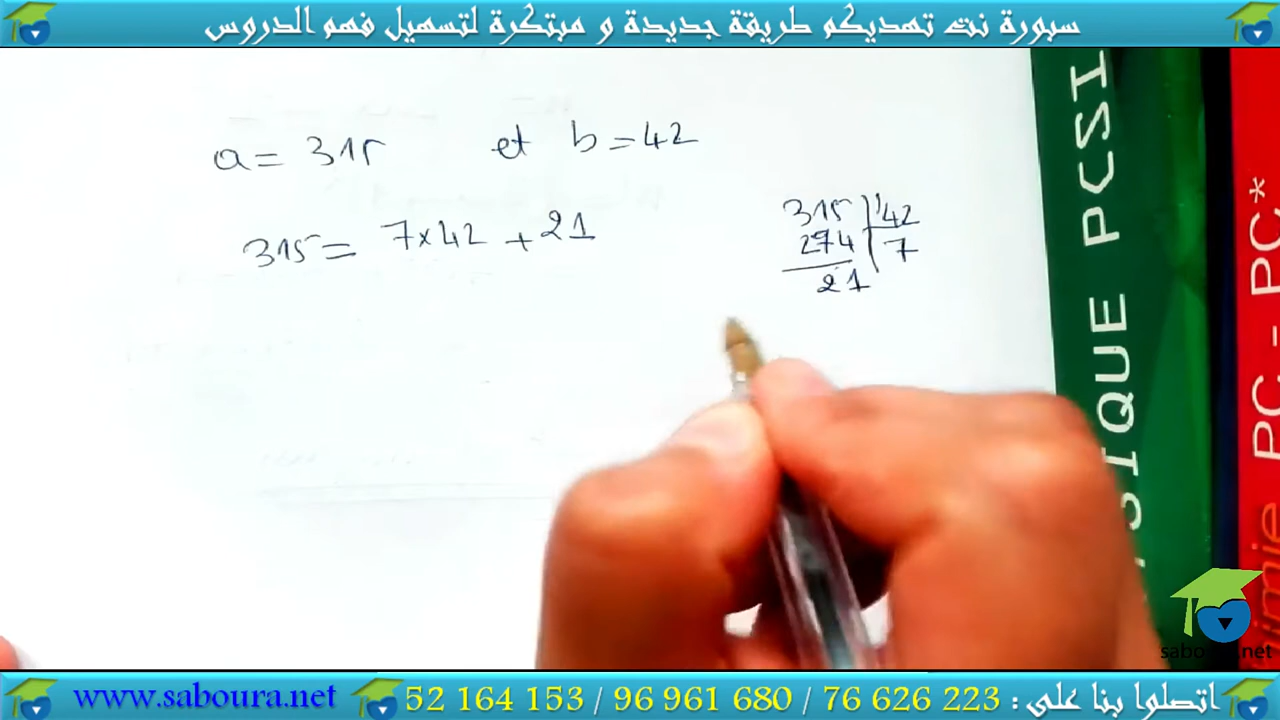 سبورة نت تهديكم طريقة جديدة و مبتكرة لتسهيل فهم الدروس
a = 315 et b = 42
315 = 7×42 + 21
315 42
274 7
21
PHYSIQUE PCSI
PC - PC*
www.saboura.net
52 164 153 / 96 961 680 / 76 626 223 : اتصلوا بنا على